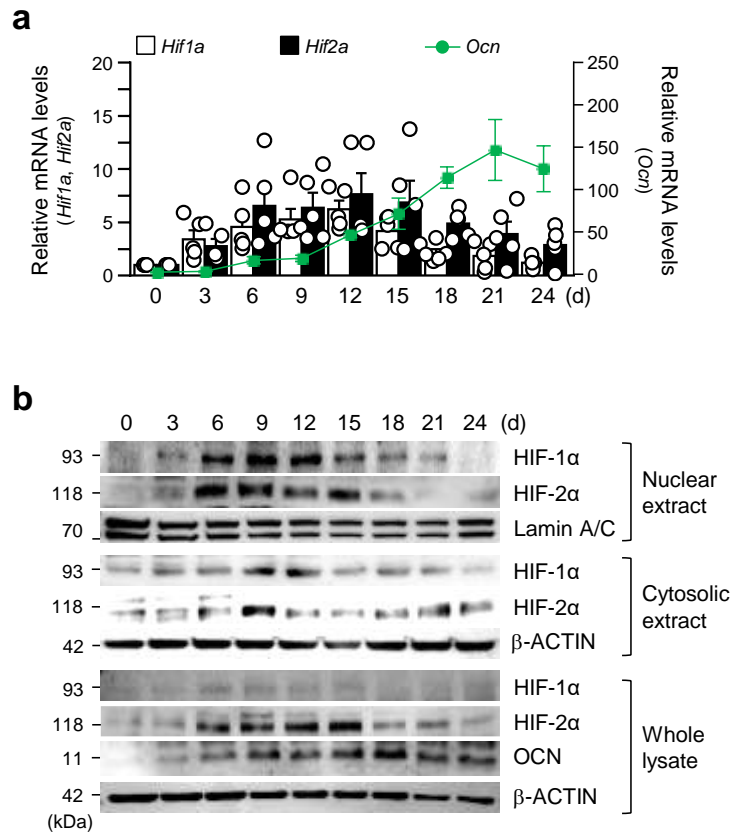 a
Hif1a Hif2a Ocn
Relative mRNA levels
(Hif1a, Hif2a)
20
15
10
5
0
250
200
150
100
50
0
Relative mRNA levels
(Ocn)
0 3 6 9 12 15 18 21 24 (d)
b
0 3 6 9 12 15 18 21 24 (d)
93 HIF-1α
118 HIF-2α
70 Lamin A/C
Nuclear
extract
93 HIF-1α
118 HIF-2α
42 β-ACTIN
Cytosolic
extract
93 HIF-1α
118 HIF-2α
11 OCN
42 β-ACTIN
(kDa)
Whole
lysate